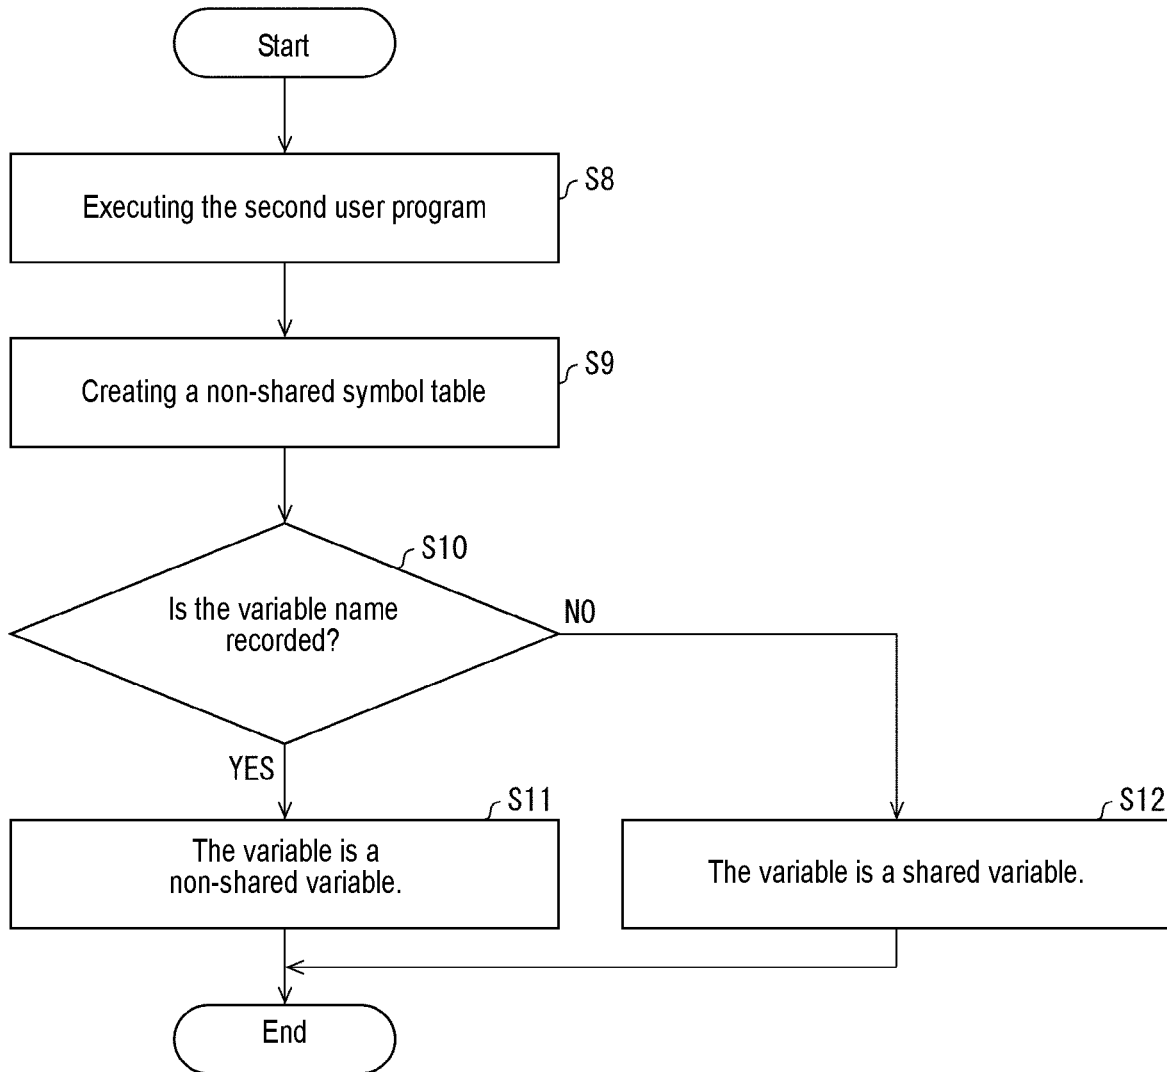 Start
S8
Executing the second user program
S9
Creating a non-shared symbol table
S10
Is the variable name
recorded?
NO
YES
S11
The variable is a
non-shared variable.
S12
The variable is a shared variable.
End